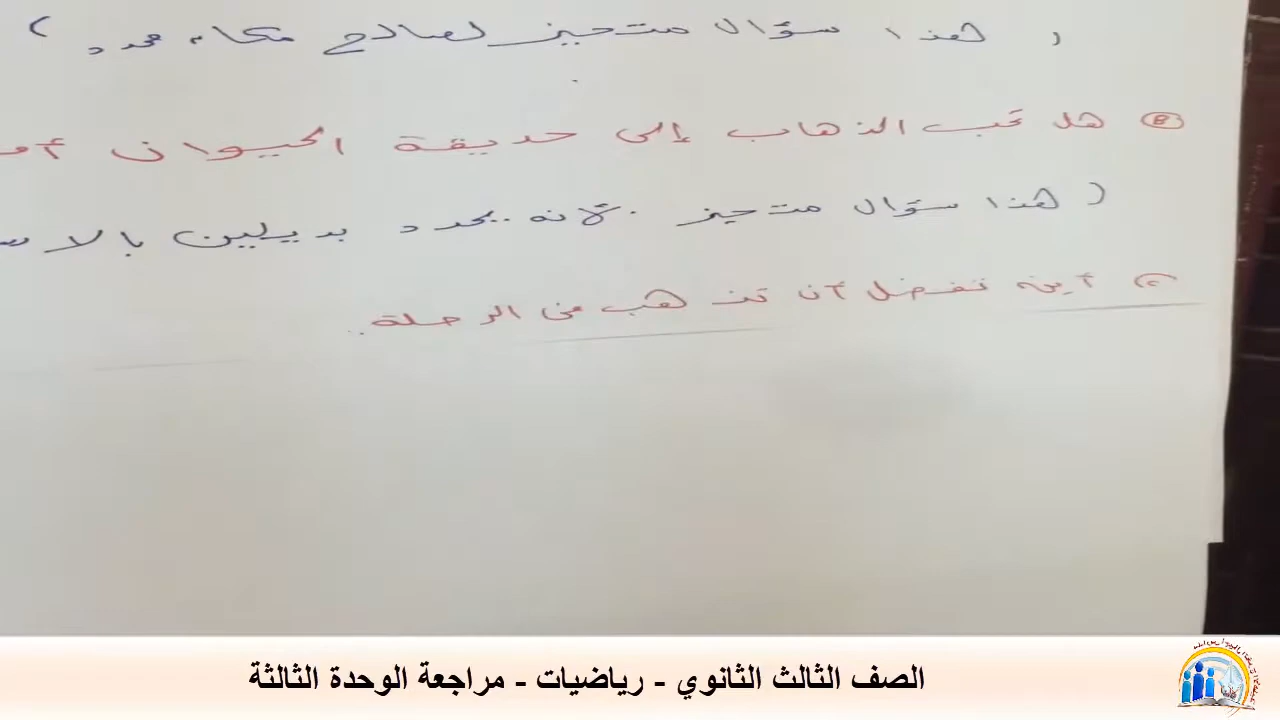 ( هذا سؤال متحيز لصالح مكان محدد )
B هل تحب الذهاب إلى حديقة الحيوان
( هذا سؤال متحيز لأنه يحدد بديلين
C أين تفضل أن تذهب في الرحلة.
الصف الثالث الثانوي - رياضيات - مراجعة الوحدة الثالثة